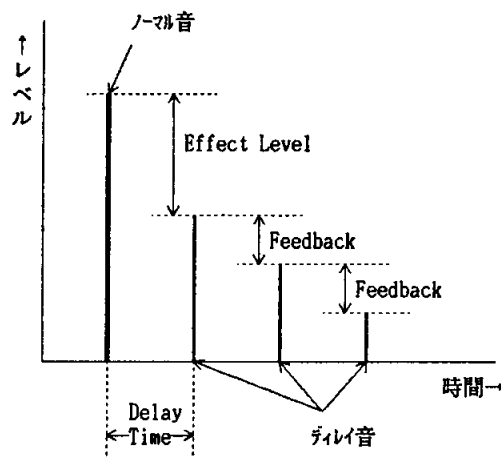 ノーマル音
↑レベル
Effect Level
Feedback
Feedback
時間→
Delay
Time
ディレイ音